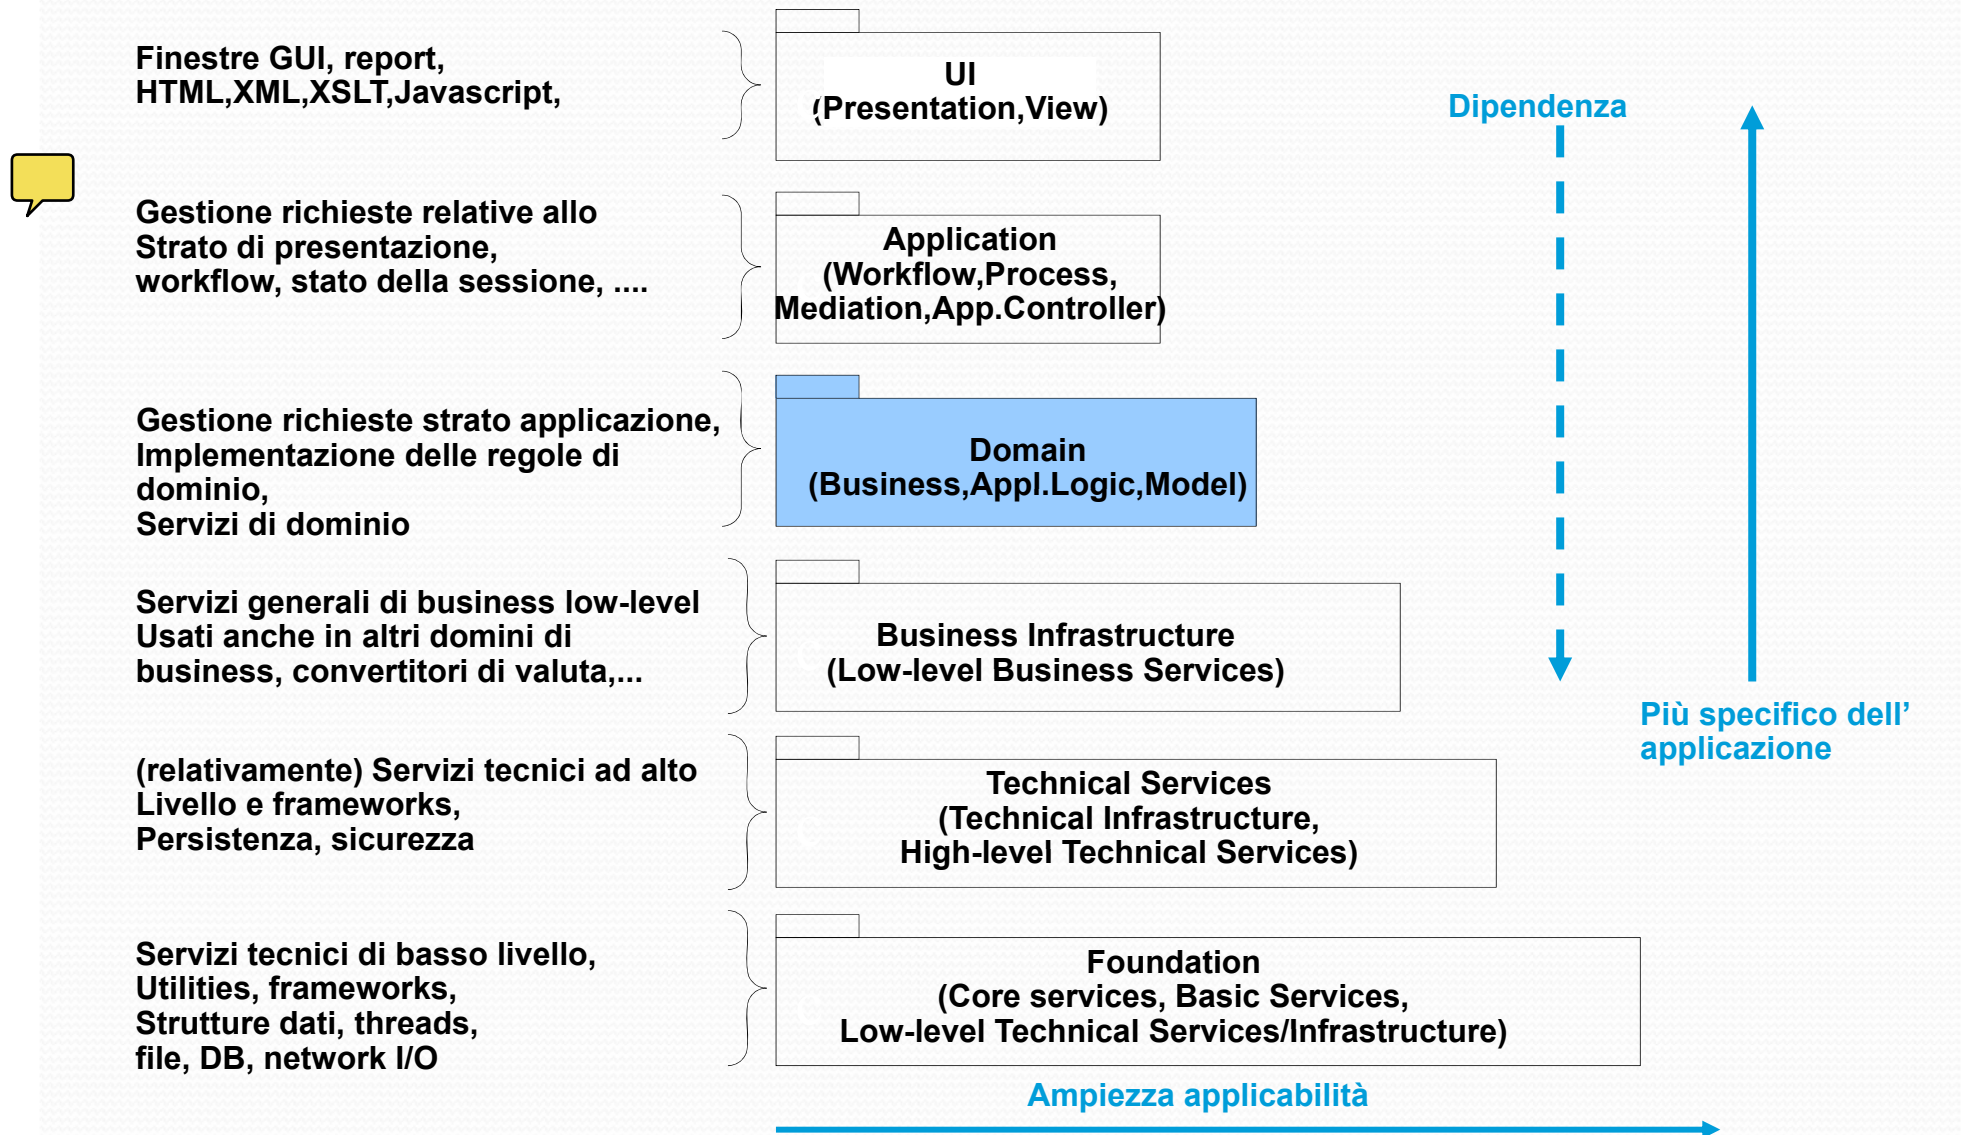 Finestre GUI, report,
HTML,XML,XSLT,Javascript,
UI
(Presentation,View)
Dipendenza
Gestione richieste relative allo
Strato di presentazione,
workflow, stato della sessione, ....
Application
(Workflow,Process,
Mediation,App.Controller)
Gestione richieste strato applicazione,
Implementazione delle regole di
dominio,
Servizi di dominio
Domain
(Business,Appl.Logic,Model)
Servizi generali di business low-level
Usati anche in altri domini di
business, convertitori di valuta,...
Business Infrastructure
(Low-level Business Services)
Più specifico dell’
applicazione
(relativamente) Servizi tecnici ad alto
Livello e frameworks,
Persistenza, sicurezza
Technical Services
(Technical Infrastructure,
High-level Technical Services)
Servizi tecnici di basso livello,
Utilities, frameworks,
Strutture dati, threads,
file, DB, network I/O
Foundation
(Core services, Basic Services,
Low-level Technical Services/Infrastructure)
Ampiezza applicabilità